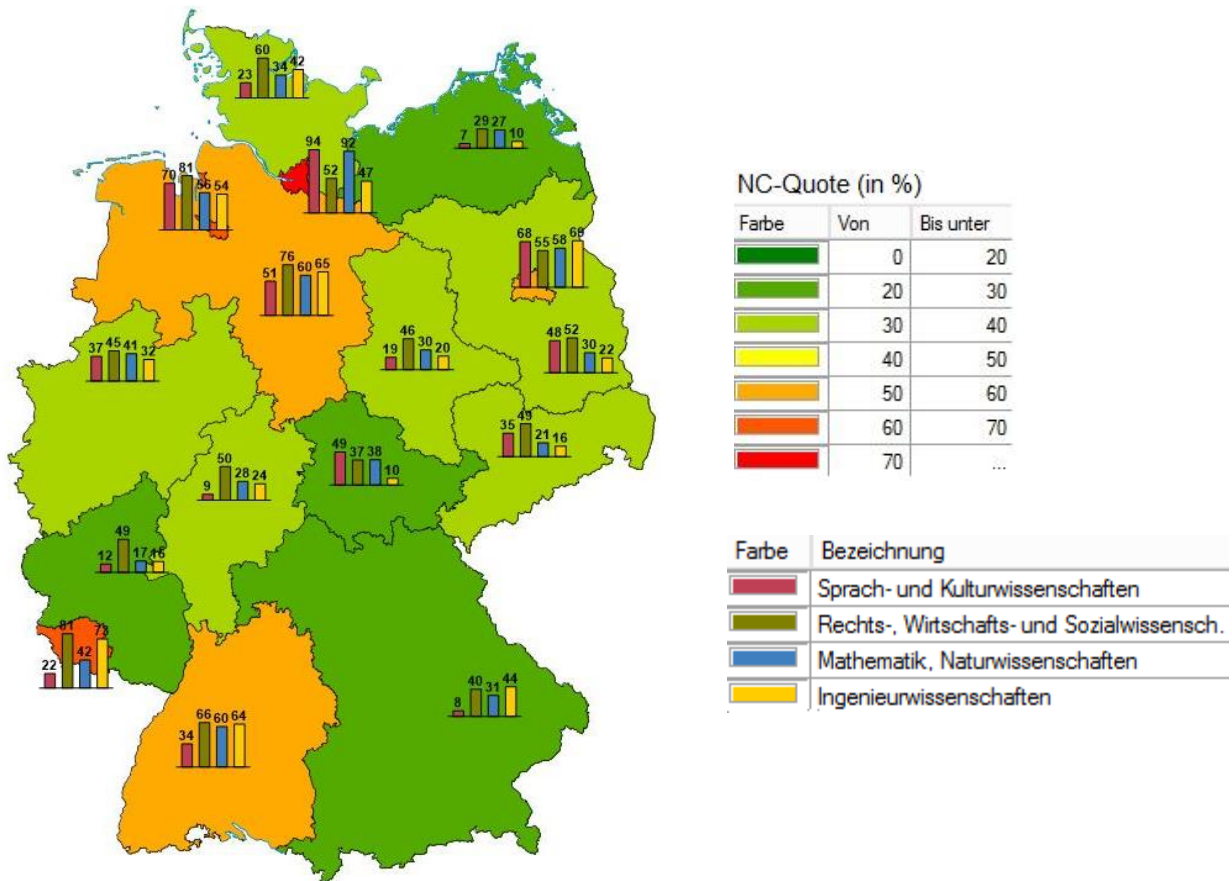 23 60 34 42
7 29 27 10
94 52 92 47
70 81 56 54
68 55 58 69
51 76 60 65
37 45 41 32
19 46 30 20
48 52 30 22
35 49 21 16
9 50 28 24
49 37 38 10
12 49 17 16
22 81 42 73
8 40 31 44
34 66 60 64
NC-Quote (in %)
Farbe Von Bis unter
0 20
20 30
30 40
40 50
50 60
60 70
70 ...
Farbe Bezeichnung
Sprach- und Kulturwissenschaften
Rechts-, Wirtschafts- und Sozialwissensch.
Mathematik, Naturwissenschaften
Ingenieurwissenschaften